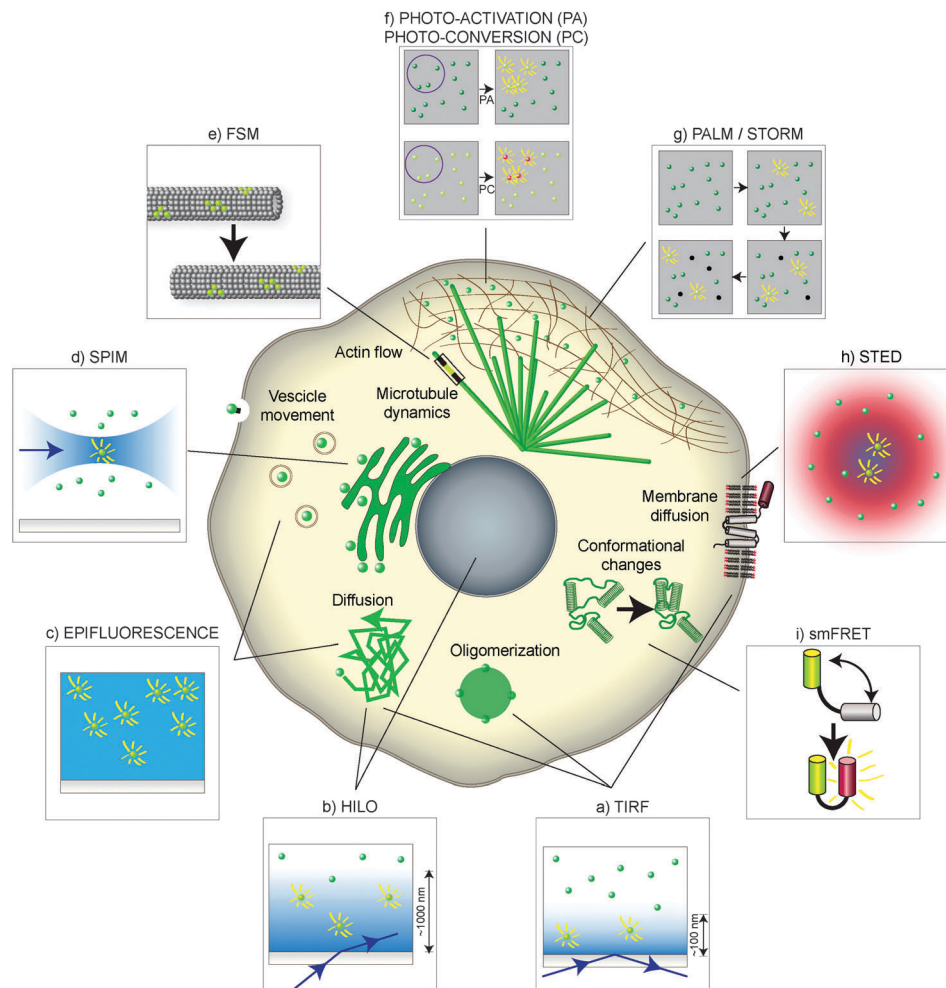 f) PHOTO-ACTIVATION (PA)
PHOTO-CONVERSION (PC)
PA
PC
e) FSM
g) PALM / STORM
d) SPIM
h) STED
Actin flow
Vescicle
movement
Microtubule
dynamics
Membrane
diffusion
Conformational
changes
Diffusion
Oligomerization
c) EPIFLUORESCENCE
i) smFRET
b) HILO
~1000 nm
a) TIRF
~100 nm